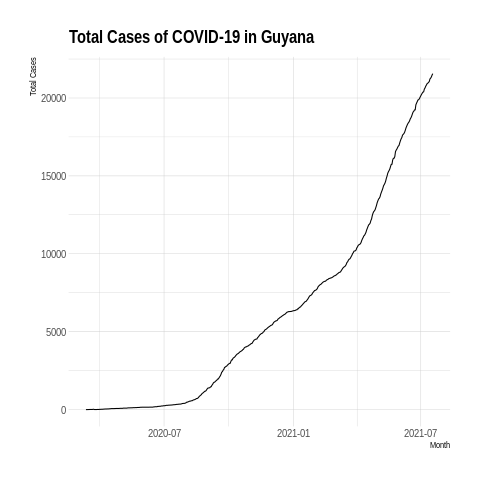 Total Cases of COVID-19 in Guyana
Total Cases
20000
15000
10000
5000
0
2020-07
2021-01
2021-07
Month